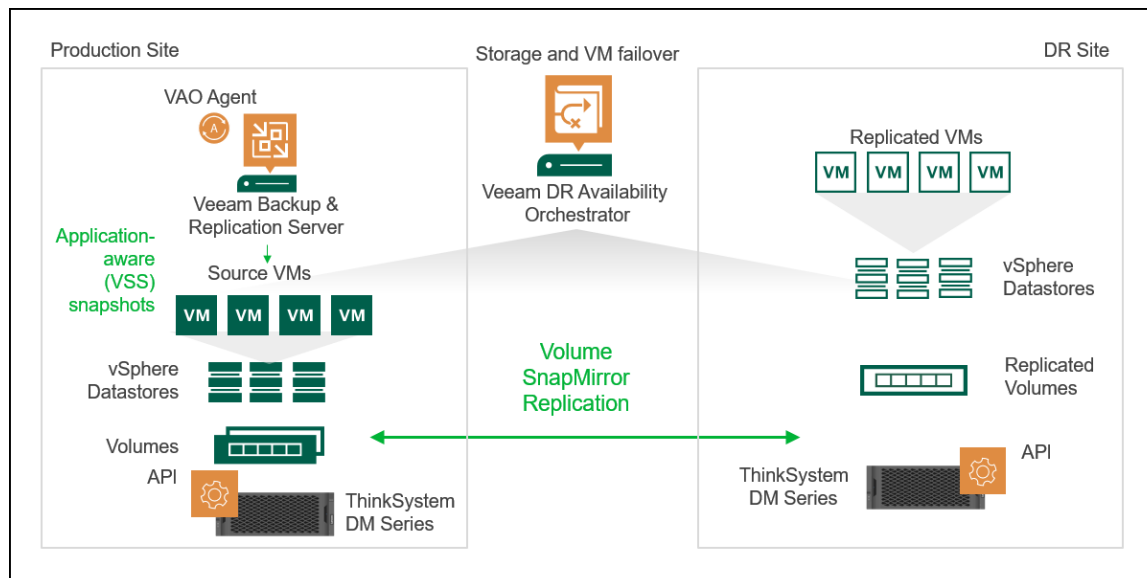 Production Site
VAO Agent
A
Veeam Backup &
Replication Server
Application-
aware
(VSS)
snapshots
Source VMs
VM VM VM VM
vSphere
Datastores
Volumes
API
ThinkSystem
DM Series
Storage and VM failover
Veeam DR Availability
Orchestrator
Volume
SnapMirror
Replication
DR Site
Replicated VMs
VM VM VM VM
vSphere
Datastores
Replicated
Volumes
API
ThinkSystem
DM Series